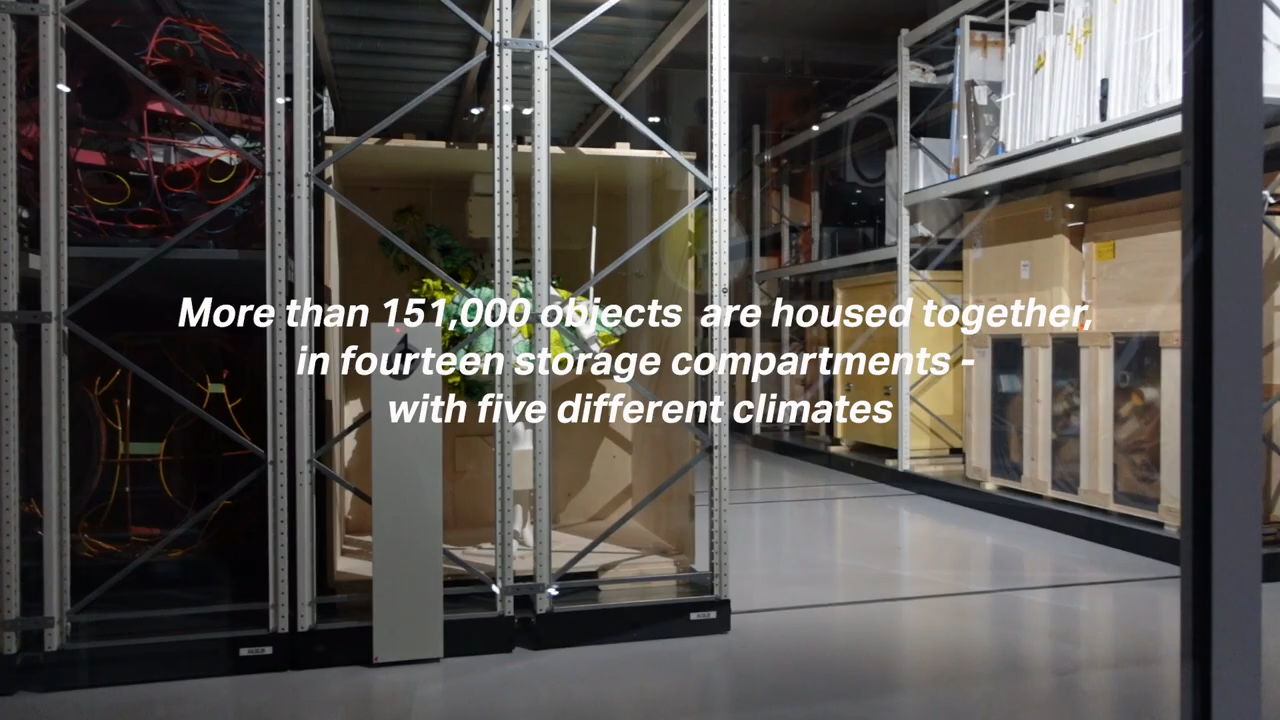 More than 151,000 objects are housed together,
in fourteen storage compartments -
with five different climates